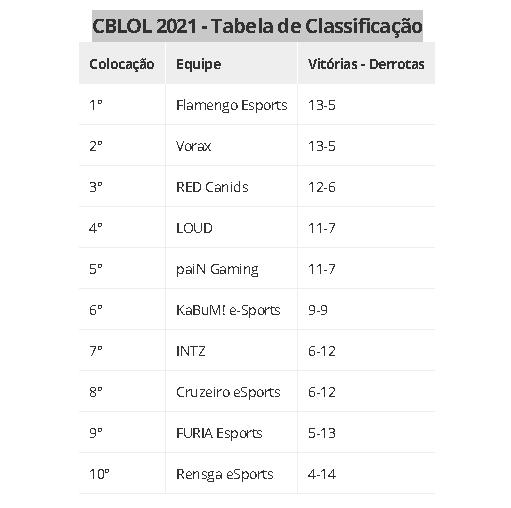 CBLOL 2021 - Tabela de Classificação
Colocação Equipe Vitórias - Derrotas
1º Flamengo Esports 13-5
2º Vorax 13-5
3º RED Canids 12-6
4º LOUD 11-7
5º paiN Gaming 11-7
6º KaBuM! e-Sports 9-9
7º INTZ 6-12
8º Cruzeiro eSports 6-12
9º FURIA Esports 5-13
10º Rensga eSports 4-14